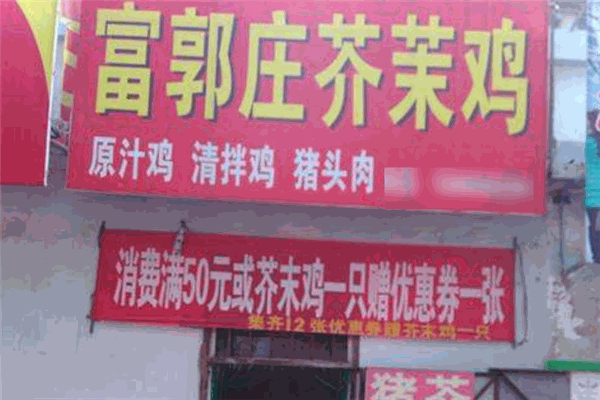 富郭庄芥茉鸡
原汁鸡 清拌鸡 猪头肉
消费满50元或芥末鸡一只赠优惠券一张
集齐12张优惠券赠芥末鸡一只
猪苓